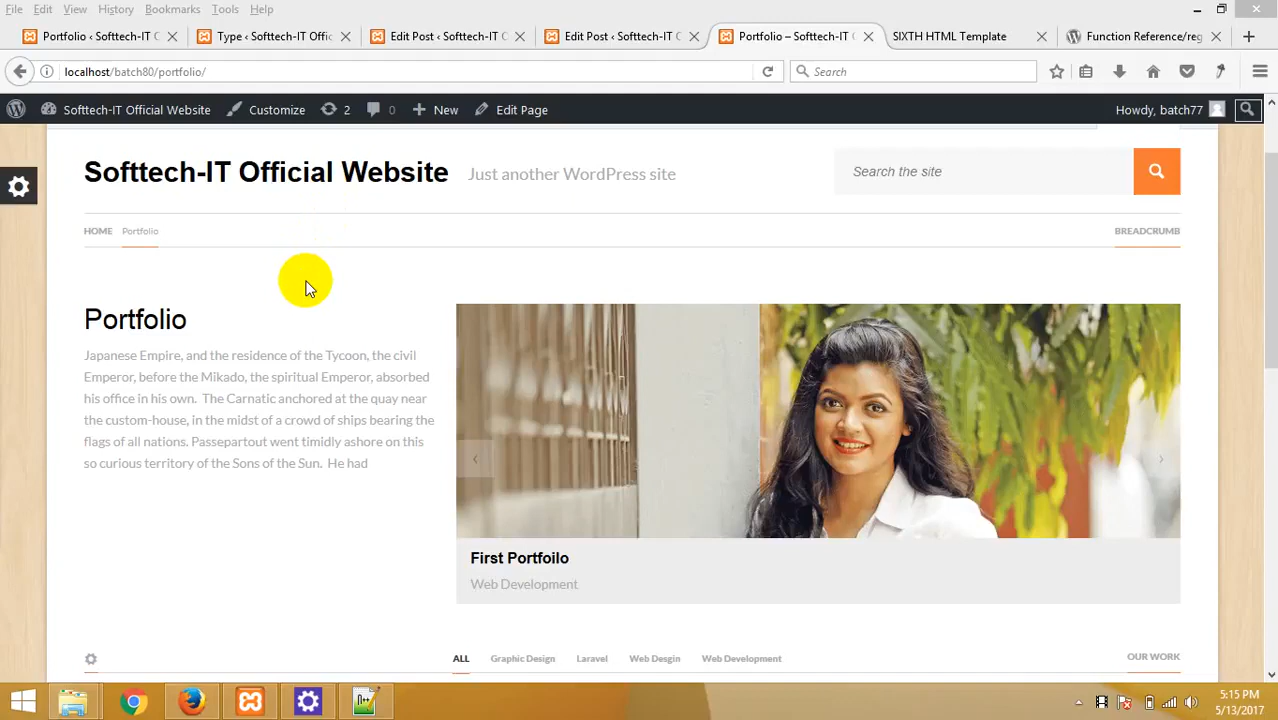 File Edit View History Bookmarks Tools Help
Portfolio ‹ Softtech-IT C
Type ‹ Softtech-IT Offic
Edit Post ‹ Softtech-IT C
Edit Post ‹ Softtech-IT C
Portfolio – Softtech-IT C
SIXTH HTML Template
Function Reference/reg
localhost/batch80/portfolio/
Search
Softtech-IT Official Website Customize 2 0 New Edit Page Howdy, batch77
Softtech-IT Official Website Just another WordPress site Search the site
HOME Portfolio BREADCRUMB
Portfolio
Japanese Empire, and the residence of the Tycoon, the civil
Emperor, before the Mikado, the spiritual Emperor, absorbed
his office in his own. The Carnatic anchored at the quay near
the custom-house, in the midst of a crowd of ships bearing the
flags of all nations. Passepartout went timidly ashore on this
so curious territory of the Sons of the Sun. He had
First Portfoilo
Web Development
ALL Graphic Design Laravel Web Desgin Web Development OUR WORK
5:15 PM
5/13/2017